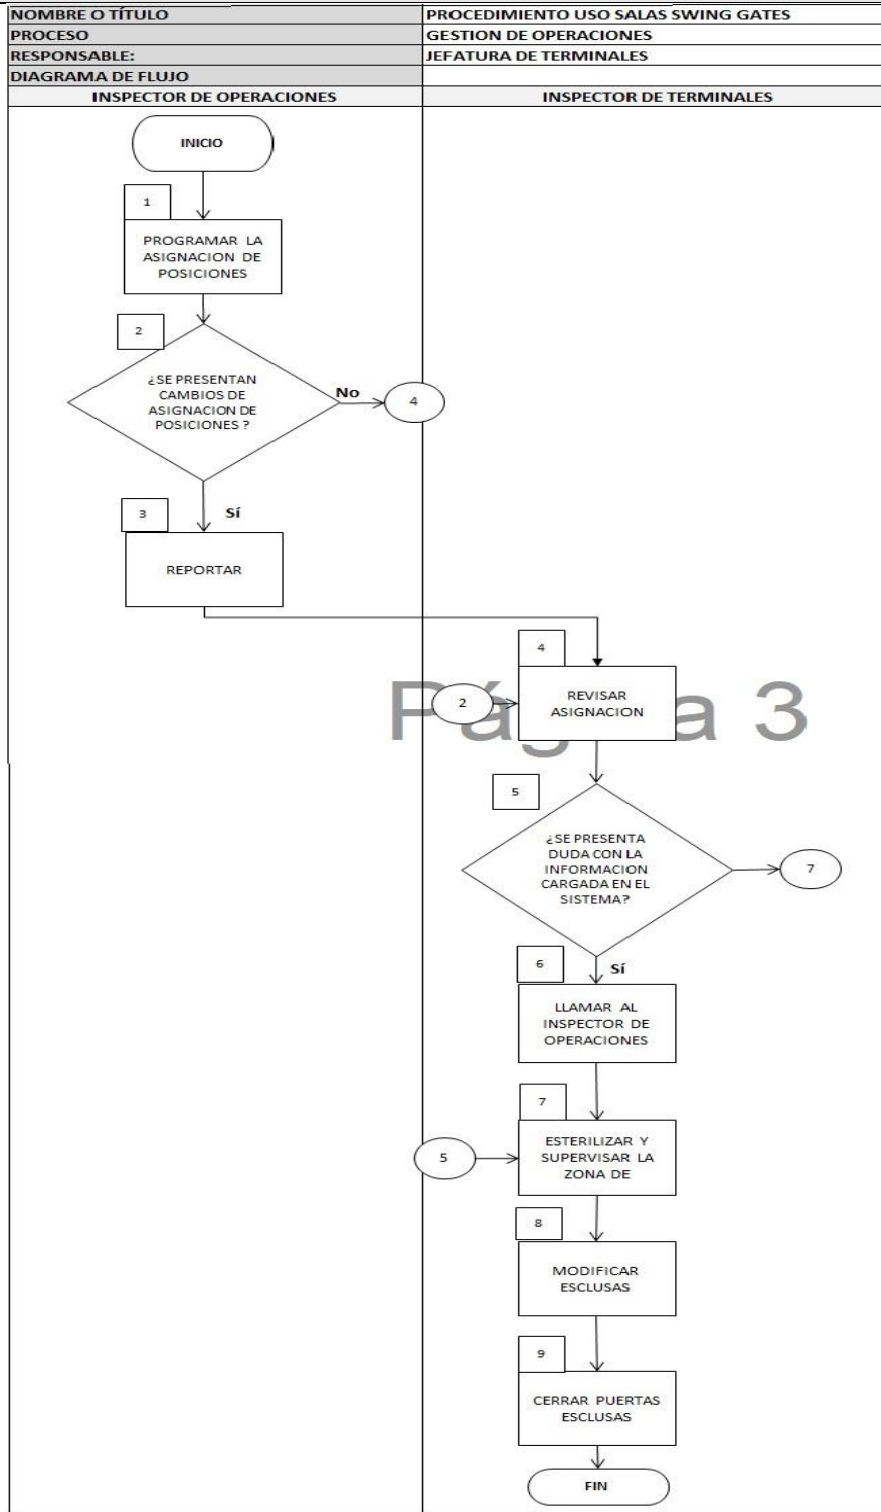 NOMBRE O TÍTULO
PROCEDIMIENTO USO SALAS SWING GATES
PROCESO
GESTION DE OPERACIONES
RESPONSABLE:
JEFATURA DE TERMINALES
DIAGRAMA DE FLUJO
INSPECTOR DE OPERACIONES
INSPECTOR DE TERMINALES
INICIO
1
PROGRAMAR LA
ASIGNACION DE
POSICIONES
2
¿SE PRESENTAN
CAMBIOS DE
ASIGNACION DE
POSICIONES ?
No
4
Sí
3
REPORTAR
4
REVISAR
ASIGNACION
2
Página 3
5
¿SE PRESENTA
DUDA CON LA
INFORMACION
CARGADA EN EL
SISTEMA?
7
Sí
6
LLAMAR AL
INSPECTOR DE
OPERACIONES
7
ESTERILIZAR Y
SUPERVISAR LA
ZONA DE
5
8
MODIFICAR
ESCLUSAS
9
CERRAR PUERTAS
ESCLUSAS
FIN